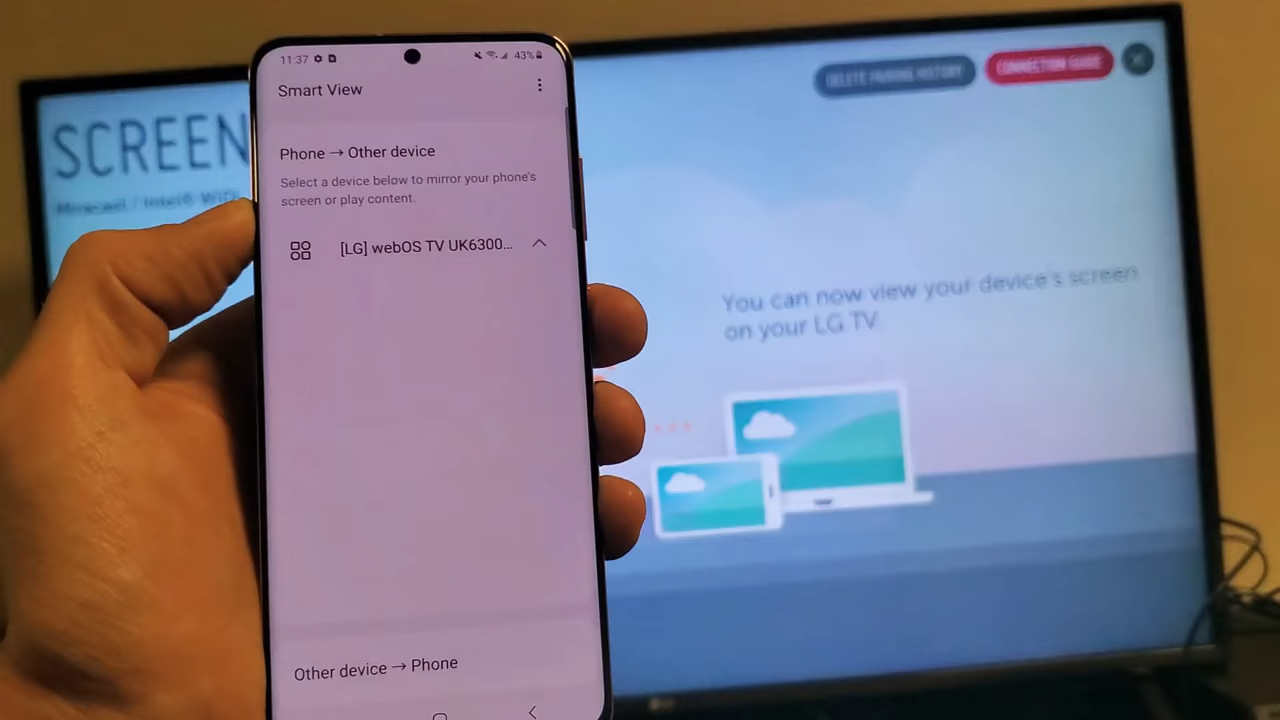 11:37
43%
Smart View
Phone → Other device
Select a device below to mirror your phone's
screen or play content.
[LG] webOS TV UK6300...
Other device → Phone
SCREEN
Miracast / Intel® WiDi
DELETE PAIRING HISTORY
CONNECTION GUIDE
You can now view your device's screen
on your LG TV.
LG